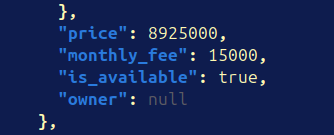 },
"price": 8925000,
"monthly_fee": 15000,
"is_available": true,
"owner": null
},